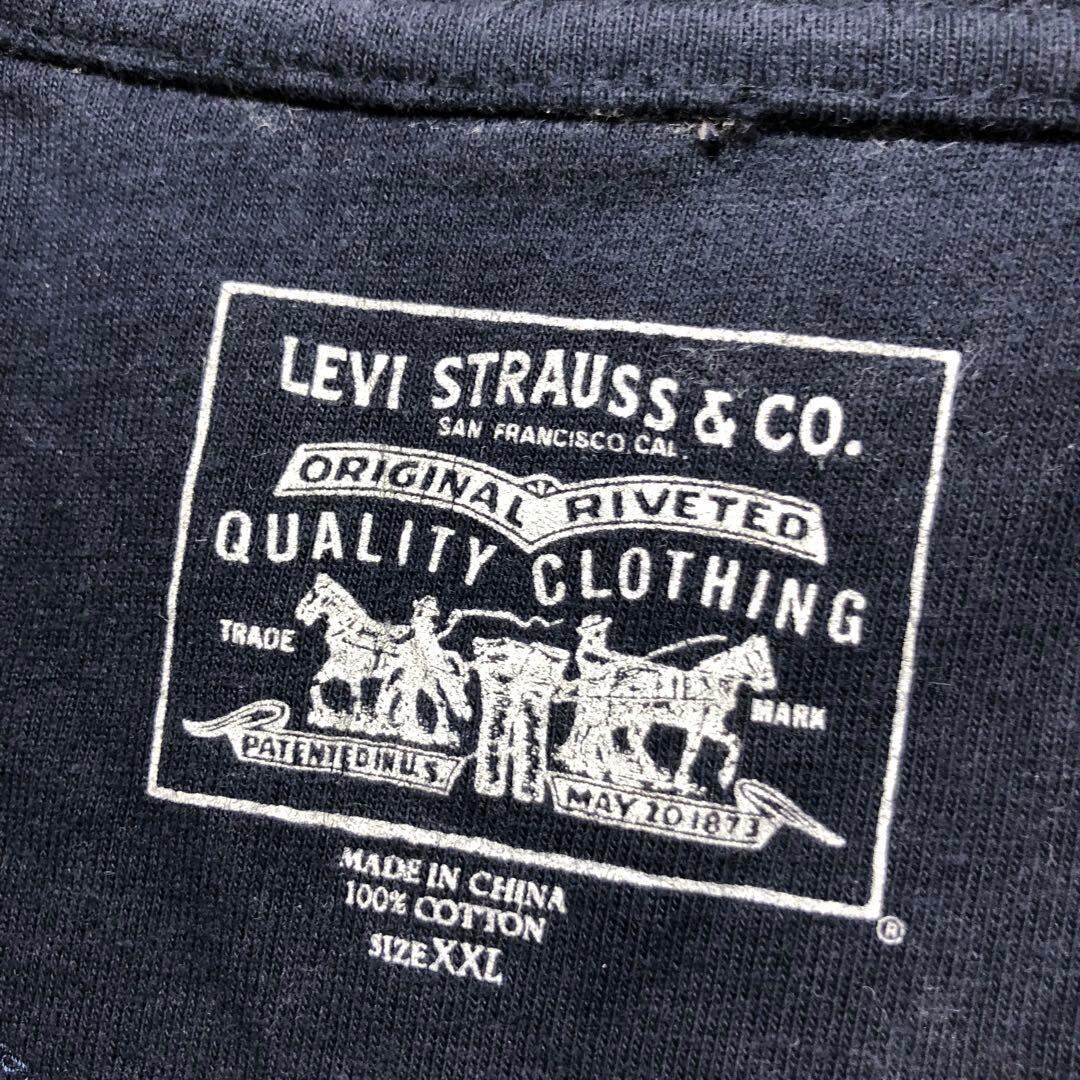 LEVI STRAUSS & CO.
SAN FRANCISCO CAL.
ORIGINAL RIVETED
QUALITY CLOTHING
TRADE MARK
PATENTED IN U.S. MAY 20 1873
MADE IN CHINA
100% COTTON
SIZE XXL
®